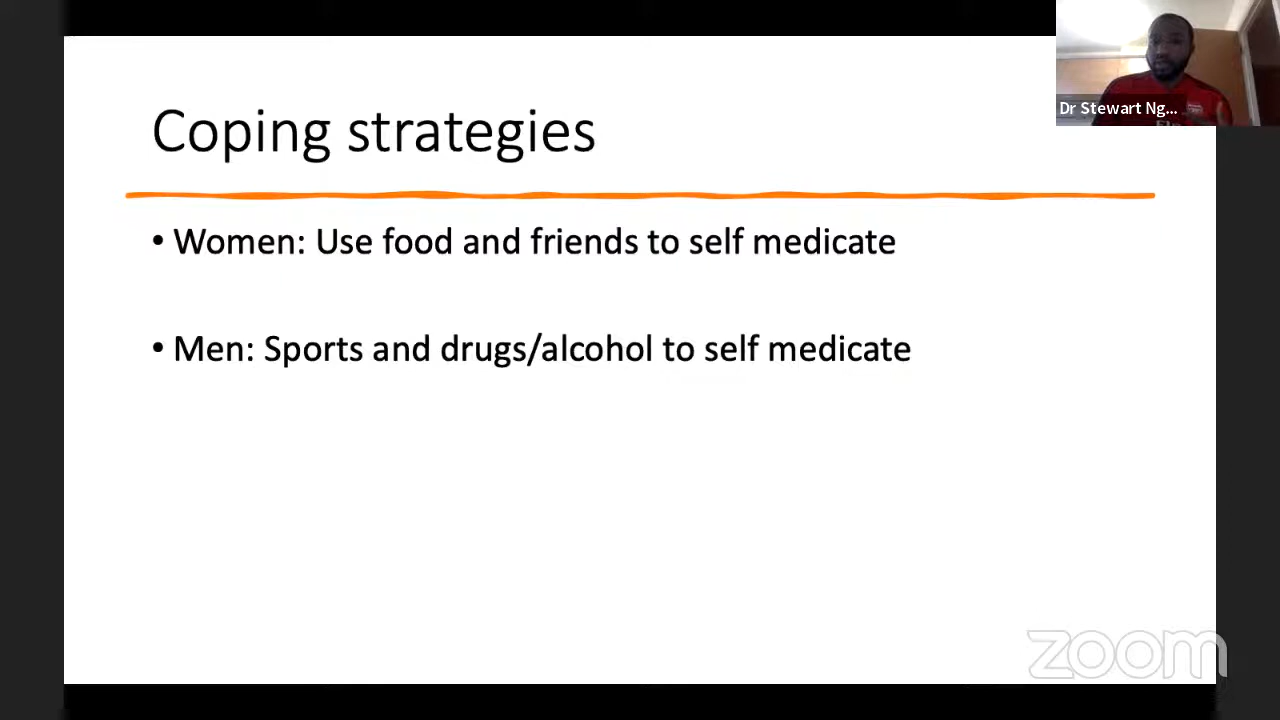 Coping strategies
• Women: Use food and friends to self medicate
• Men: Sports and drugs/alcohol to self medicate
Dr Stewart Ng...
zoom